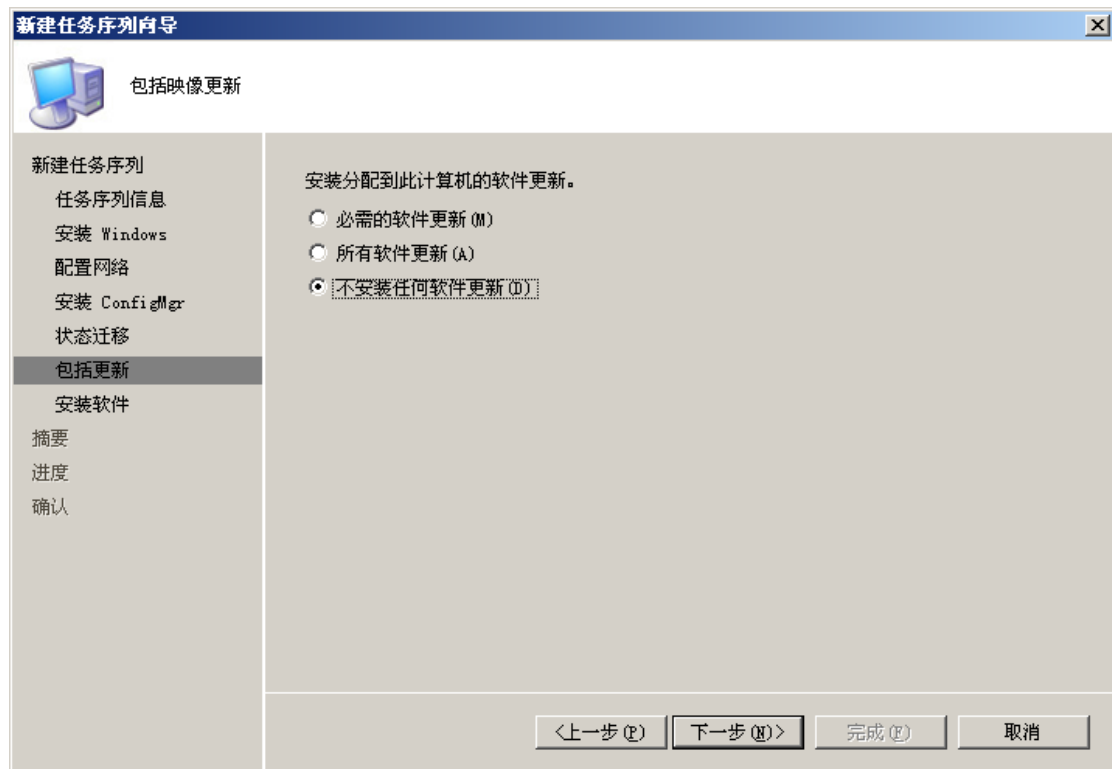 新建任务序列向导
包括映像更新
新建任务序列
任务序列信息
安装 Windows
配置网络
安装 ConfigMgr
状态迁移
包括更新
安装软件
摘要
进度
确认
安装分配到此计算机的软件更新。
必需的软件更新(M)
所有软件更新(A)
不安装任何软件更新(D)
<上一步(P) 下一步(N)> 完成(F) 取消